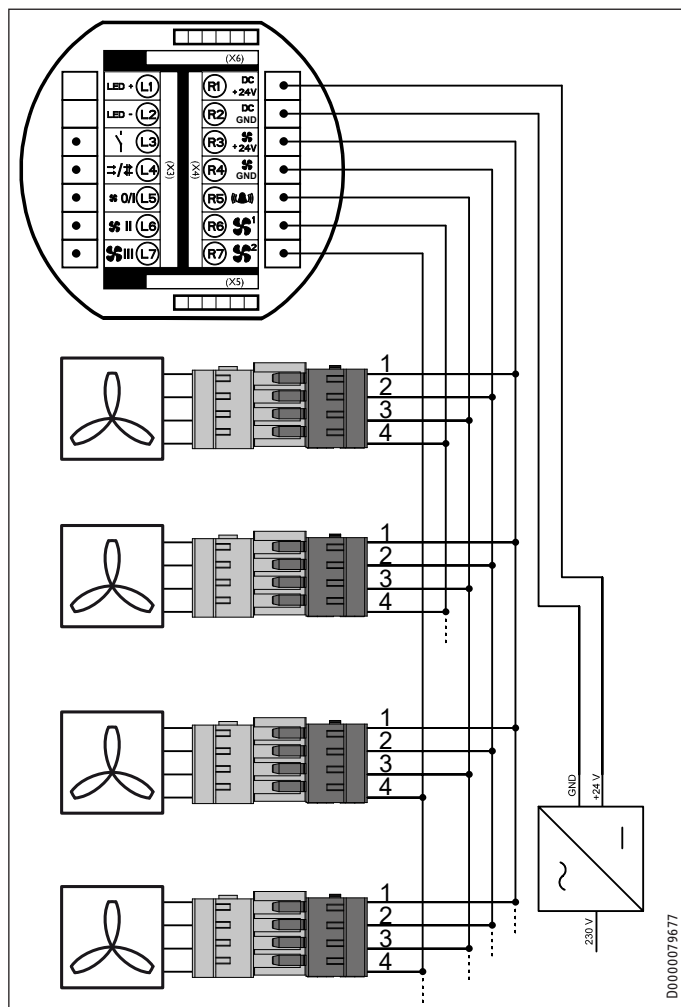 (X6)
LED + L1
R1 DC +24V
LED - L2
R2 DC GND
L3
R3 +24V
L4
R4 GND
0/I L5
R5
II L6
R6 1
III L7
R7 2
(X3)
(X4)
(X5)
1
2
3
4
1
2
3
4
1
2
3
4
1
2
3
4
GND
+24 V
230 V
D0000079677